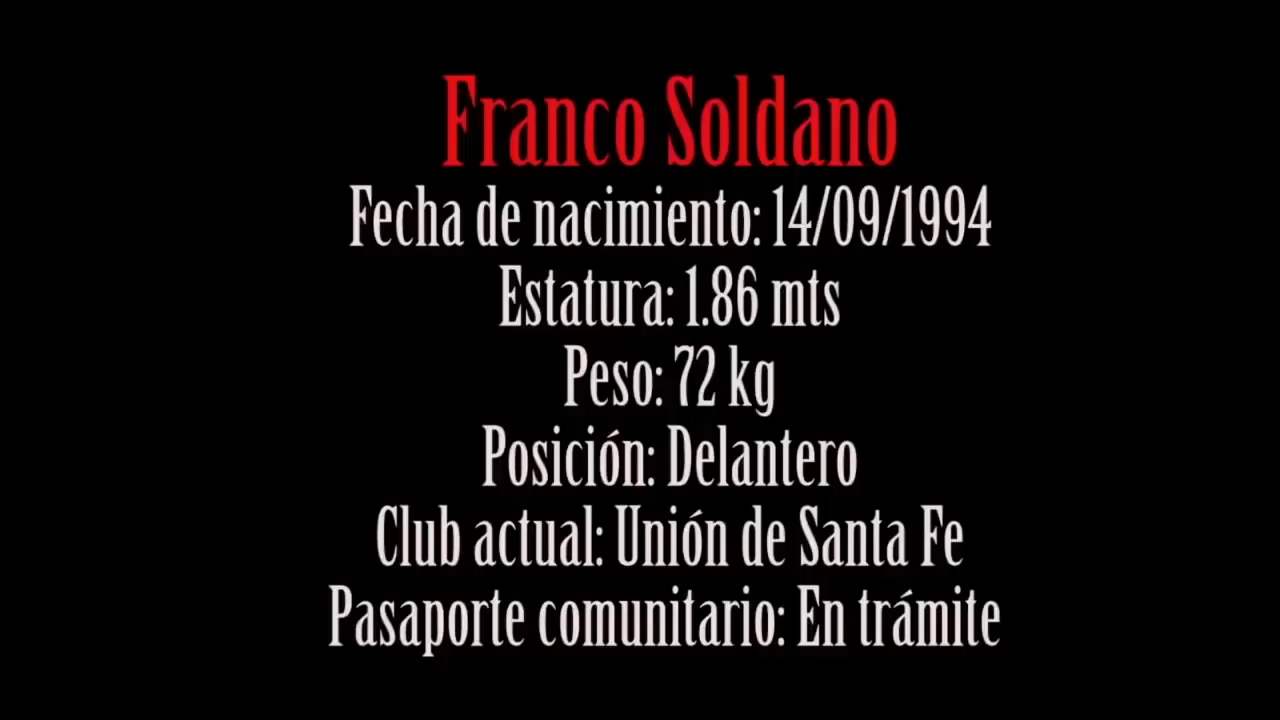 Franco Soldano
Fecha de nacimiento: 14/09/1994
Estatura: 1.86 mts
Peso: 72 kg
Posición: Delantero
Club actual: Unión de Santa Fe
Pasaporte comunitario: En trámite